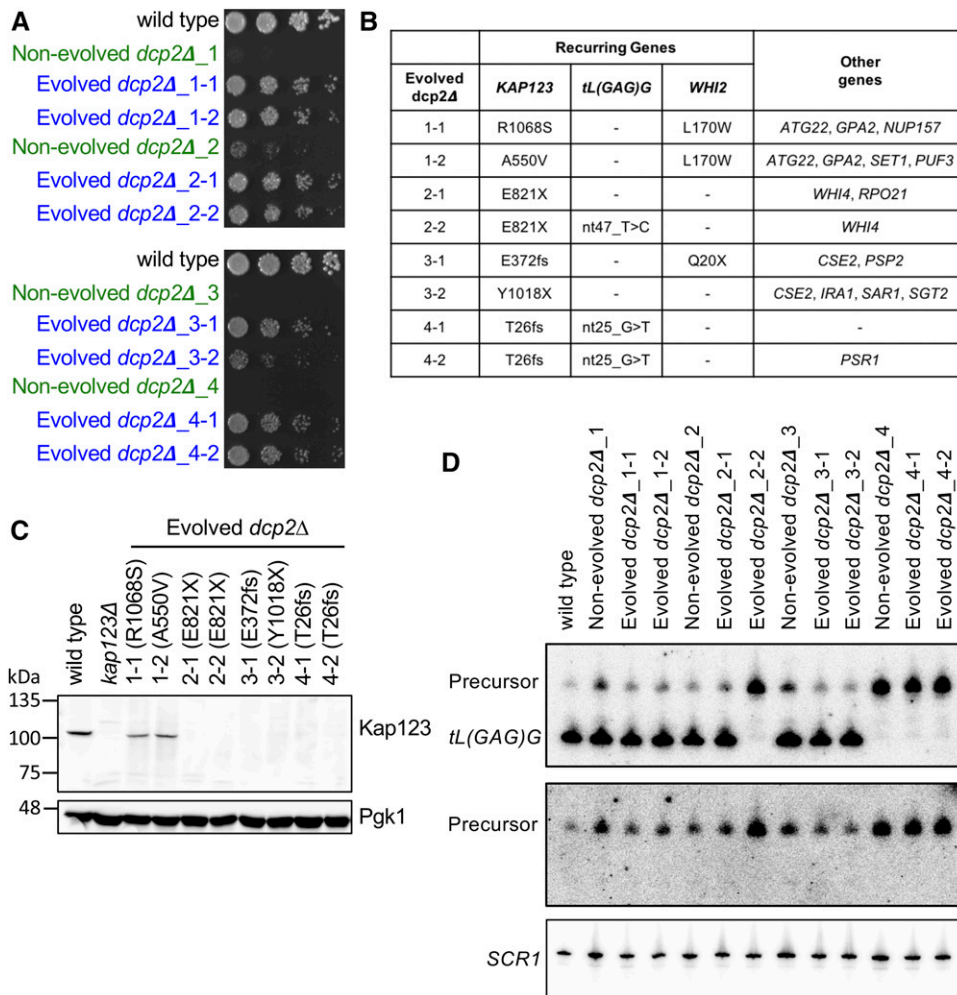 A
wild type
Non-evolved dcp2Δ_1
Evolved dcp2Δ_1-1
Evolved dcp2Δ_1-2
Non-evolved dcp2Δ_2
Evolved dcp2Δ_2-1
Evolved dcp2Δ_2-2
wild type
Non-evolved dcp2Δ_3
Evolved dcp2Δ_3-1
Evolved dcp2Δ_3-2
Non-evolved dcp2Δ_4
Evolved dcp2Δ_4-1
Evolved dcp2Δ_4-2
B
Recurring Genes
Other genes
Evolved dcp2Δ KAP123 tL(GAG)G WHI2
1-1 R1068S - L170W ATG22, GPA2, NUP157
1-2 A550V - L170W ATG22, GPA2, SET1, PUF3
2-1 E821X - - WHI4, RPO21
2-2 E821X nt47_T>C - WHI4
3-1 E372fs - Q20X CSE2, PSP2
3-2 Y1018X - - CSE2, IRA1, SAR1, SGT2
4-1 T26fs nt25_G>T - -
4-2 T26fs nt25_G>T - PSR1
C
Evolved dcp2Δ
wild type
kap123Δ
1-1 (R1068S)
1-2 (A550V)
2-1 (E821X)
2-2 (E821X)
3-1 (E372fs)
3-2 (Y1018X)
4-1 (T26fs)
4-2 (T26fs)
kDa
135
100
75
48
Kap123
Pgk1
D
wild type
Non-evolved dcp2Δ_1
Evolved dcp2Δ_1-1
Evolved dcp2Δ_1-2
Non-evolved dcp2Δ_2
Evolved dcp2Δ_2-1
Evolved dcp2Δ_2-2
Non-evolved dcp2Δ_3
Evolved dcp2Δ_3-1
Evolved dcp2Δ_3-2
Non-evolved dcp2Δ_4
Evolved dcp2Δ_4-1
Evolved dcp2Δ_4-2
Precursor
tL(GAG)G
Precursor
SCR1